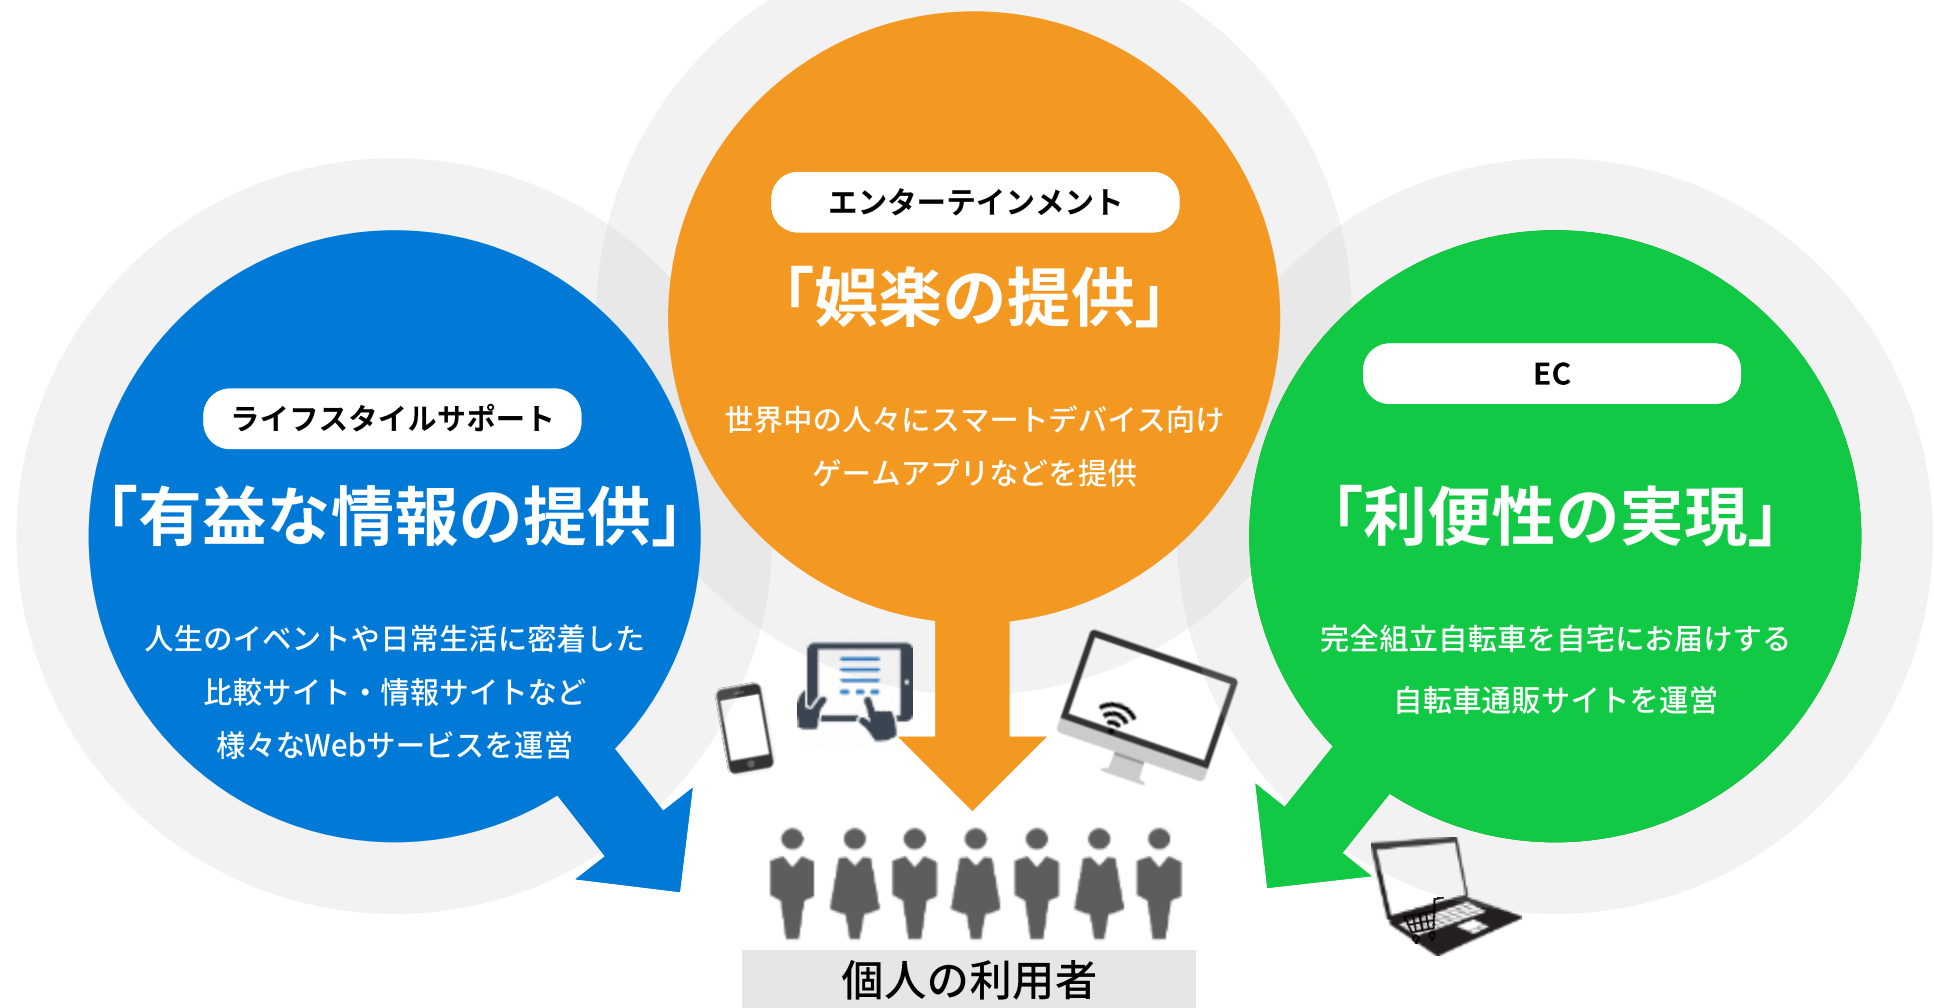 エンターテインメント
「娯楽の提供」
世界中の人々にスマートデバイス向け
ゲームアプリなどを提供
ライフスタイルサポート
「有益な情報の提供」
人生のイベントや日常生活に密着した
比較サイト・情報サイトなど
様々なWebサービスを運営
EC
「利便性の実現」
完全組立自転車を自宅にお届けする
自転車通販サイトを運営
個人の利用者